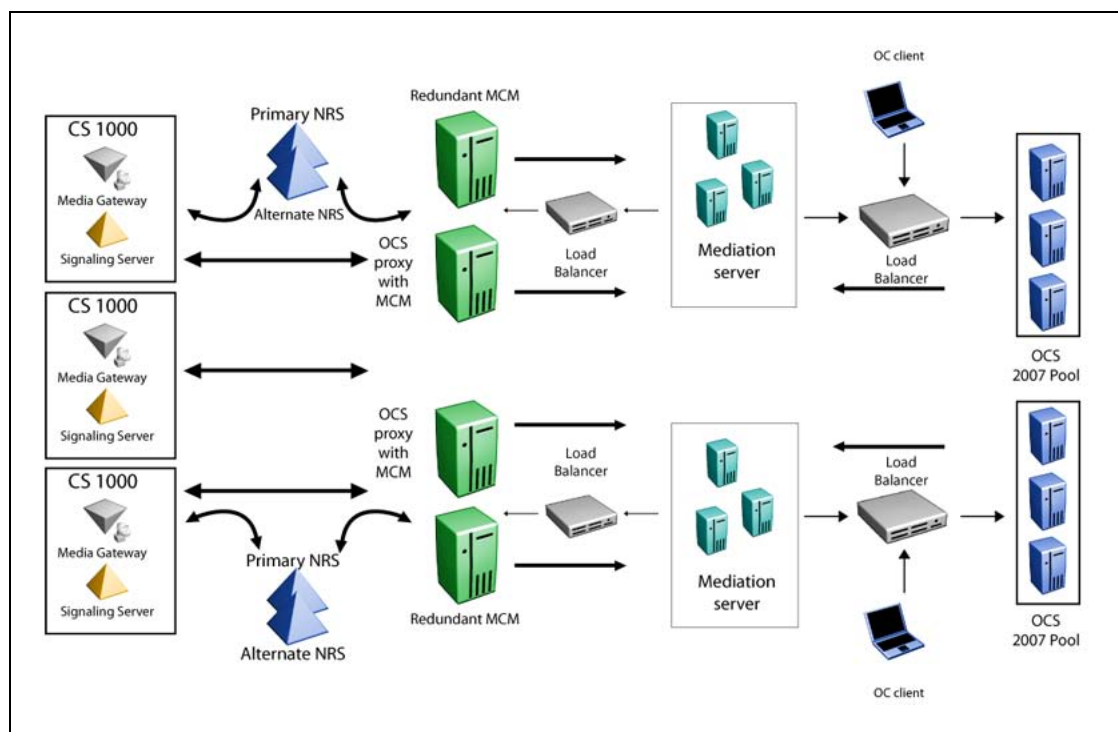 OC client
Redundant MCM
Primary NRS
CS 1000
Media Gateway
Alternate NRS
Signaling Server
OCS
proxy
with
MCM
Load
Balancer
Mediation
server
Load
Balancer
OCS
2007 Pool
CS 1000
Media Gateway
Signaling Server
OCS
proxy
with
MCM
Load
Balancer
Load
Balancer
CS 1000
Media Gateway
Signaling Server
Primary NRS
Alternate NRS
Redundant MCM
Mediation
server
OCS
2007 Pool
OC client